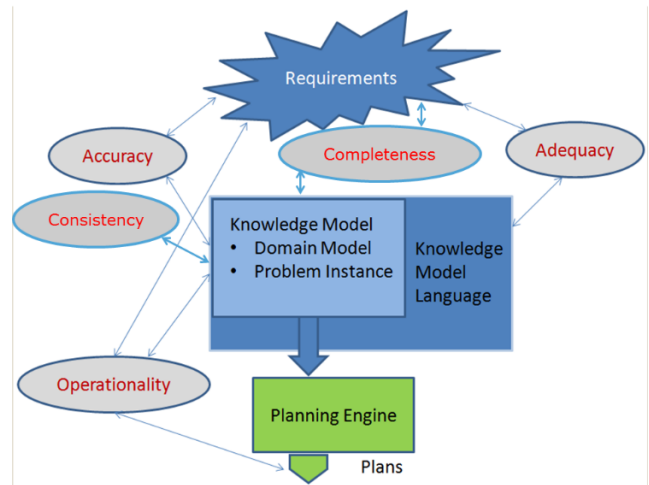 Requirements
Accuracy
Completeness
Adequacy
Consistency
Knowledge Model
• Domain Model
• Problem Instance
Knowledge
Model
Language
Operationality
Planning Engine
Plans